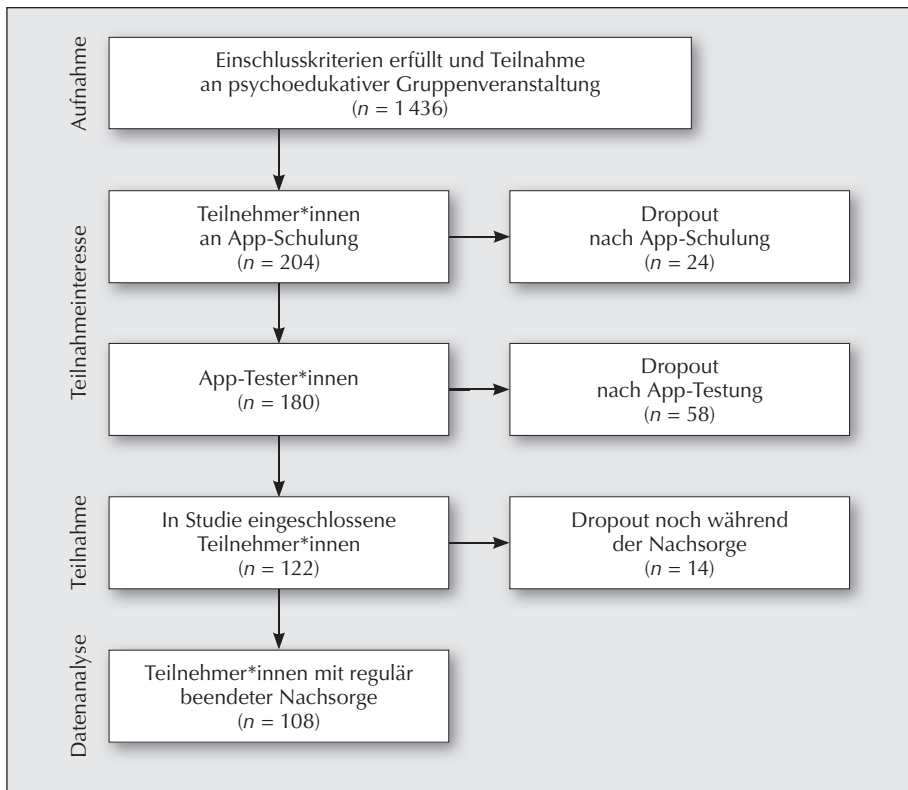 Aufnahme
Einschlusskriterien erfüllt und Teilnahme
an psychoedukativer Gruppenveranstaltung
(n = 1 436)
Teilnahmeinteresse
Teilnehmer*innen
an App-Schulung
(n = 204)
Dropout
nach App-Schulung
(n = 24)
App-Tester*innen
(n = 180)
Dropout
nach App-Testung
(n = 58)
Teilnahme
In Studie eingeschlossene
Teilnehmer*innen
(n = 122)
Dropout noch während
der Nachsorge
(n = 14)
Datenanalyse
Teilnehmer*innen mit regulär
beendeter Nachsorge
(n = 108)